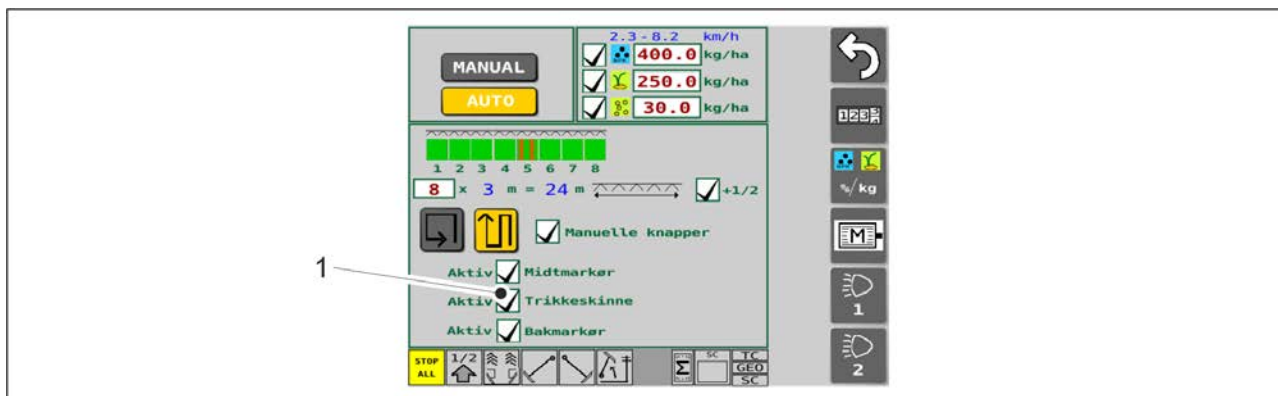 2.3 - 8.2 km/h
MANUAL
400.0 kg/ha
250.0 kg/ha
AUTO
30.0 kg/ha
1 2 3 4 5 6 7 8
8 x 3 m = 24 m +1/2
Manuelle knapper
1
Aktiv Midtmarkør
Aktiv Trikkeskinne
Aktiv Bakmarkør
STOP ALL
1/2
Σ
SC
TC
GEO
SC
%/kg
M
1
2